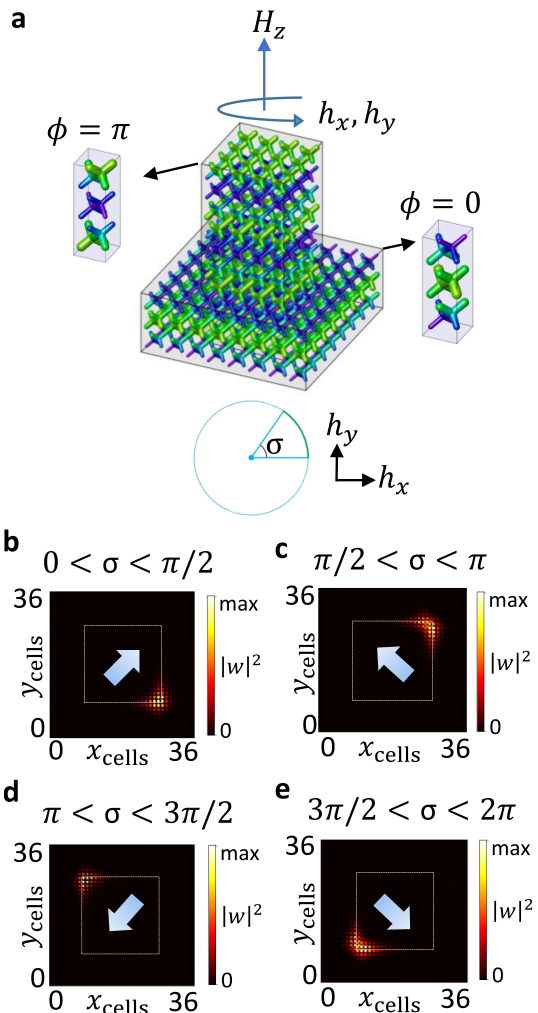 a
H_z
h_x, h_y
ϕ = π
ϕ = 0
σ
h_y
h_x
b
0 < σ < π/2
36
y_cells
0
0
x_cells
36
max
|w|²
0
c
π/2 < σ < π
36
y_cells
0
0
x_cells
36
max
|w|²
0
d
π < σ < 3π/2
36
y_cells
0
0
x_cells
36
max
|w|²
0
e
3π/2 < σ < 2π
36
y_cells
0
0
x_cells
36
max
|w|²
0